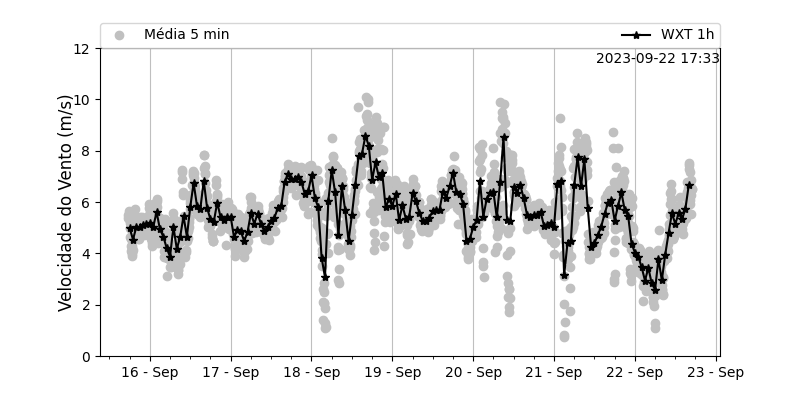 Média 5 min WXT 1h
2023-09-22 17:33
Velocidade do Vento (m/s)
12
10
8
6
4
2
0
16 - Sep 17 - Sep 18 - Sep 19 - Sep 20 - Sep 21 - Sep 22 - Sep 23 - Sep